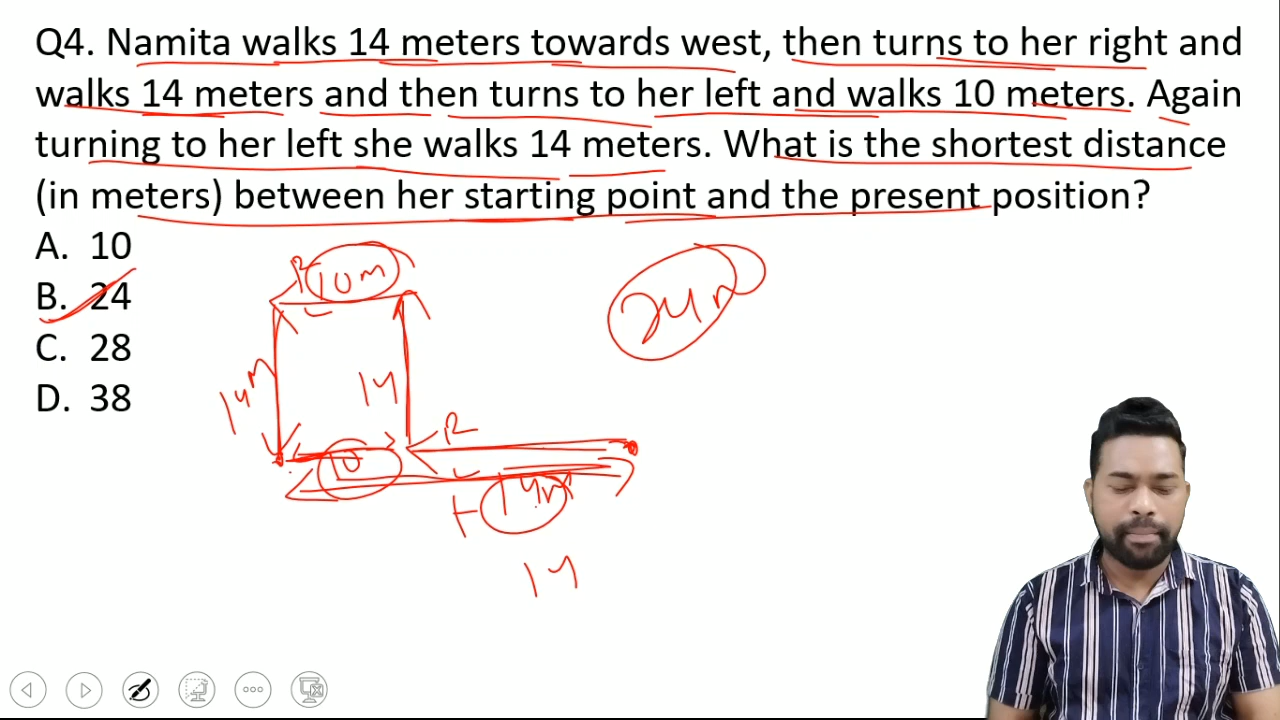 Q4. Namita walks 14 meters towards west, then turns to her right and
walks 14 meters and then turns to her left and walks 10 meters. Again
turning to her left she walks 14 meters. What is the shortest distance
(in meters) between her starting point and the present position?
A. 10
B. 24
C. 28
D. 38
R 10m
L
24m
14m
14
R
10
L
+ 14m
14